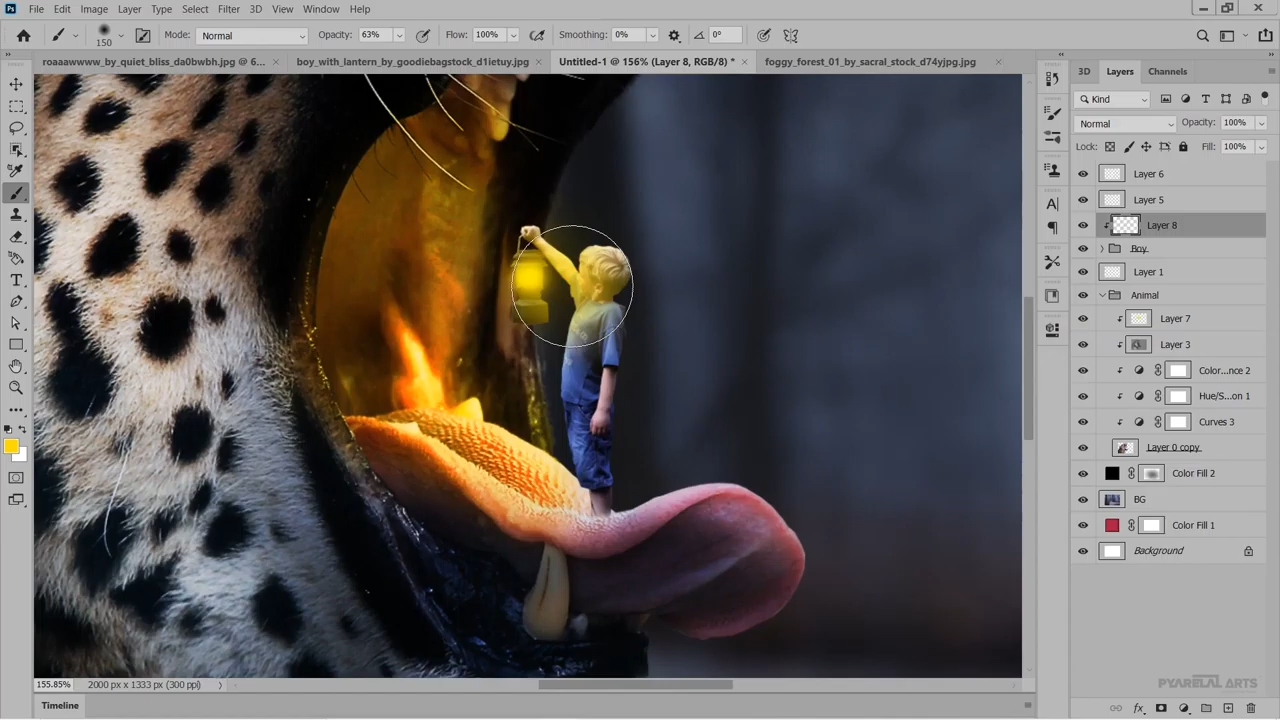 Ps File Edit Image Layer Type Select Filter 3D View Window Help
150 Mode: Normal Opacity: 63% Flow: 100% Smoothing: 0% 0°
roaaawwww_by_quiet_bliss_da0bwbh.jpg @ 6... × boy_with_lantern_by_goodiebagstock_d1ietuy.jpg × Untitled-1 @ 156% (Layer 8, RGB/8) * × foggy_forest_01_by_sacral_stock_d74yjpg.jpg ×
3D Layers Channels
Kind
Normal Opacity: 100%
Lock: Fill: 100%
Layer 6
Layer 5
Layer 8
Boy
Layer 1
Animal
Layer 7
Layer 3
Color...nce 2
Hue/S...on 1
Curves 3
Layer 0 copy
Color Fill 2
BG
Color Fill 1
Background
PYARELAL ARTS
155.85% 2000 px x 1333 px (300 ppi)
Timeline
fx